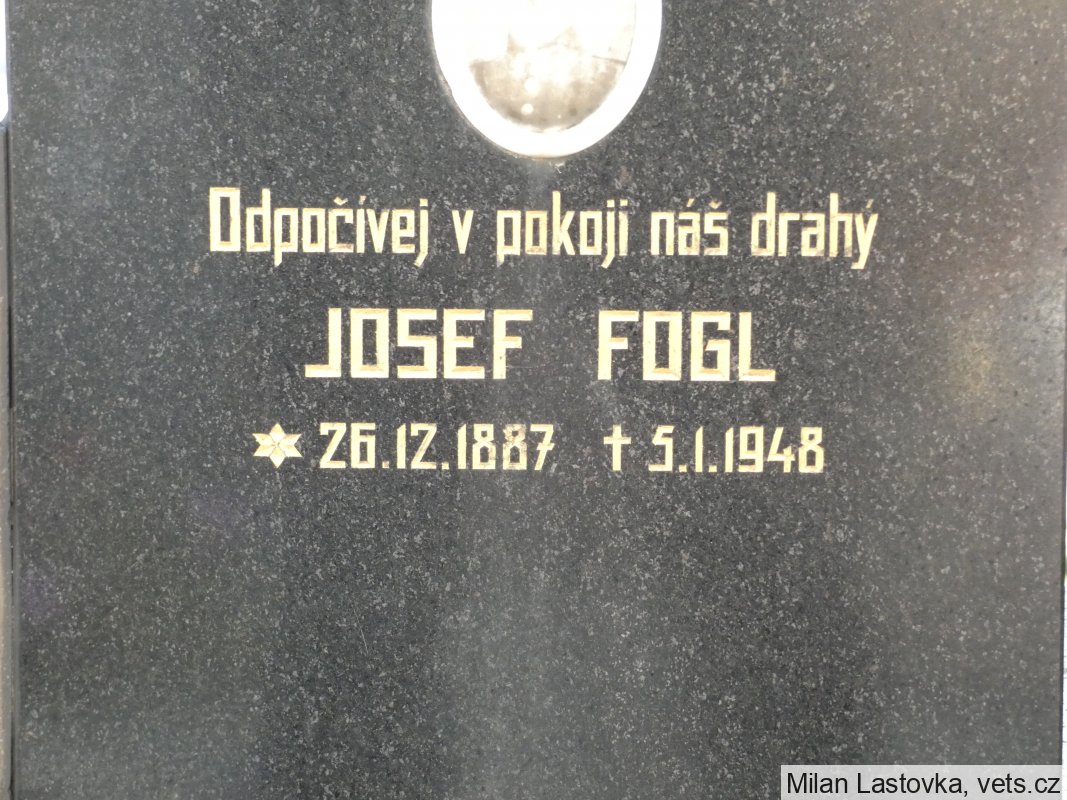 Odpočívej v pokoji náš drahý
JOSEF FOGL
* 26.12.1887 † 5.1.1948
Milan Lastovka, vets.cz